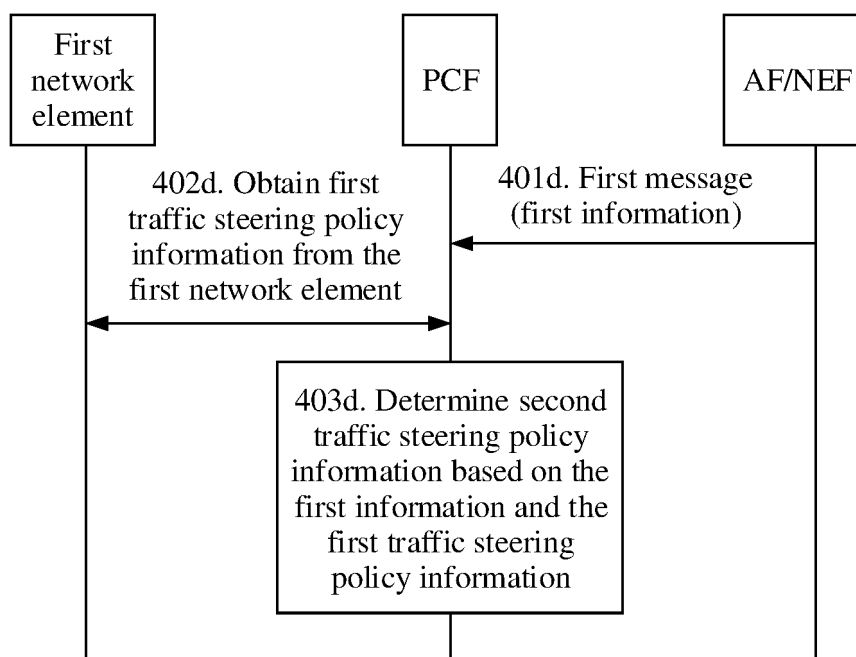 First
network
element
PCF
AF/NEF
402d. Obtain first
traffic steering policy
information from the
first network element
401d. First message
(first information)
403d. Determine second
traffic steering policy
information based on the
first information and the
first traffic steering
policy information